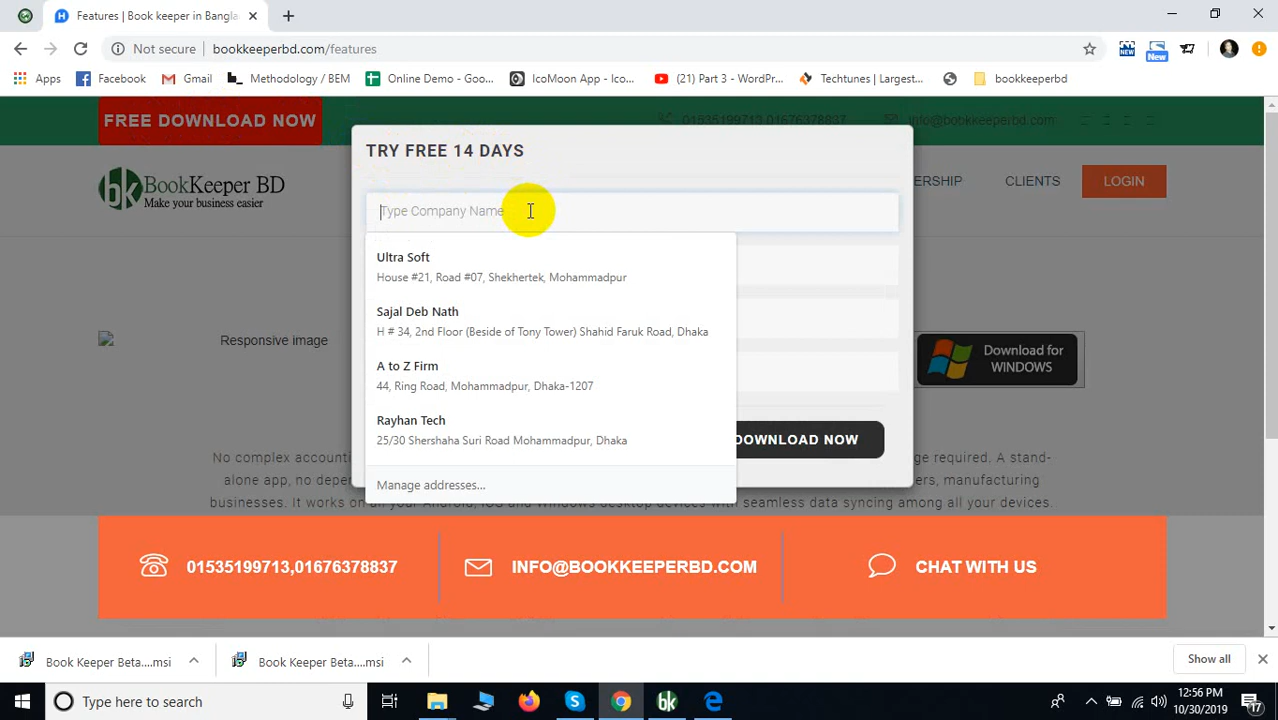 Features | Book keeper in Bangla
Not secure | bookkeeperbd.com/features
Apps Facebook Gmail Methodology / BEM Online Demo - Goo... IcoMoon App - Ico... (21) Part 3 - WordPr... Techtunes | Largest... bookkeeperbd
New
FREE DOWNLOAD NOW 01535199713,01676378837 info@bookkeeperbd.com
TRY FREE 14 DAYS
bk BookKeeper BD
Make your business easier
ERSHIP CLIENTS LOGIN
Type Company Name
Ultra Soft
House #21, Road #07, Shekhertek, Mohammadpur
Sajal Deb Nath
H # 34, 2nd Floor (Beside of Tony Tower) Shahid Faruk Road, Dhaka
A to Z Firm
44, Ring Road, Mohammadpur, Dhaka-1207
Rayhan Tech
25/30 Shershaha Suri Road Mohammadpur, Dhaka
Manage addresses...
Responsive image
Download for
WINDOWS
DOWNLOAD NOW
No complex accounti ge required. A stand-
alone app, no depe ers, manufacturing
businesses. It works on all your Android, iOS and Windows desktop devices with seamless data syncing among all your devices.
01535199713,01676378837 INFO@BOOKKEEPERBD.COM CHAT WITH US
Book Keeper Beta....msi Book Keeper Beta....msi Show all
Type here to search
12:56 PM
10/30/2019
17